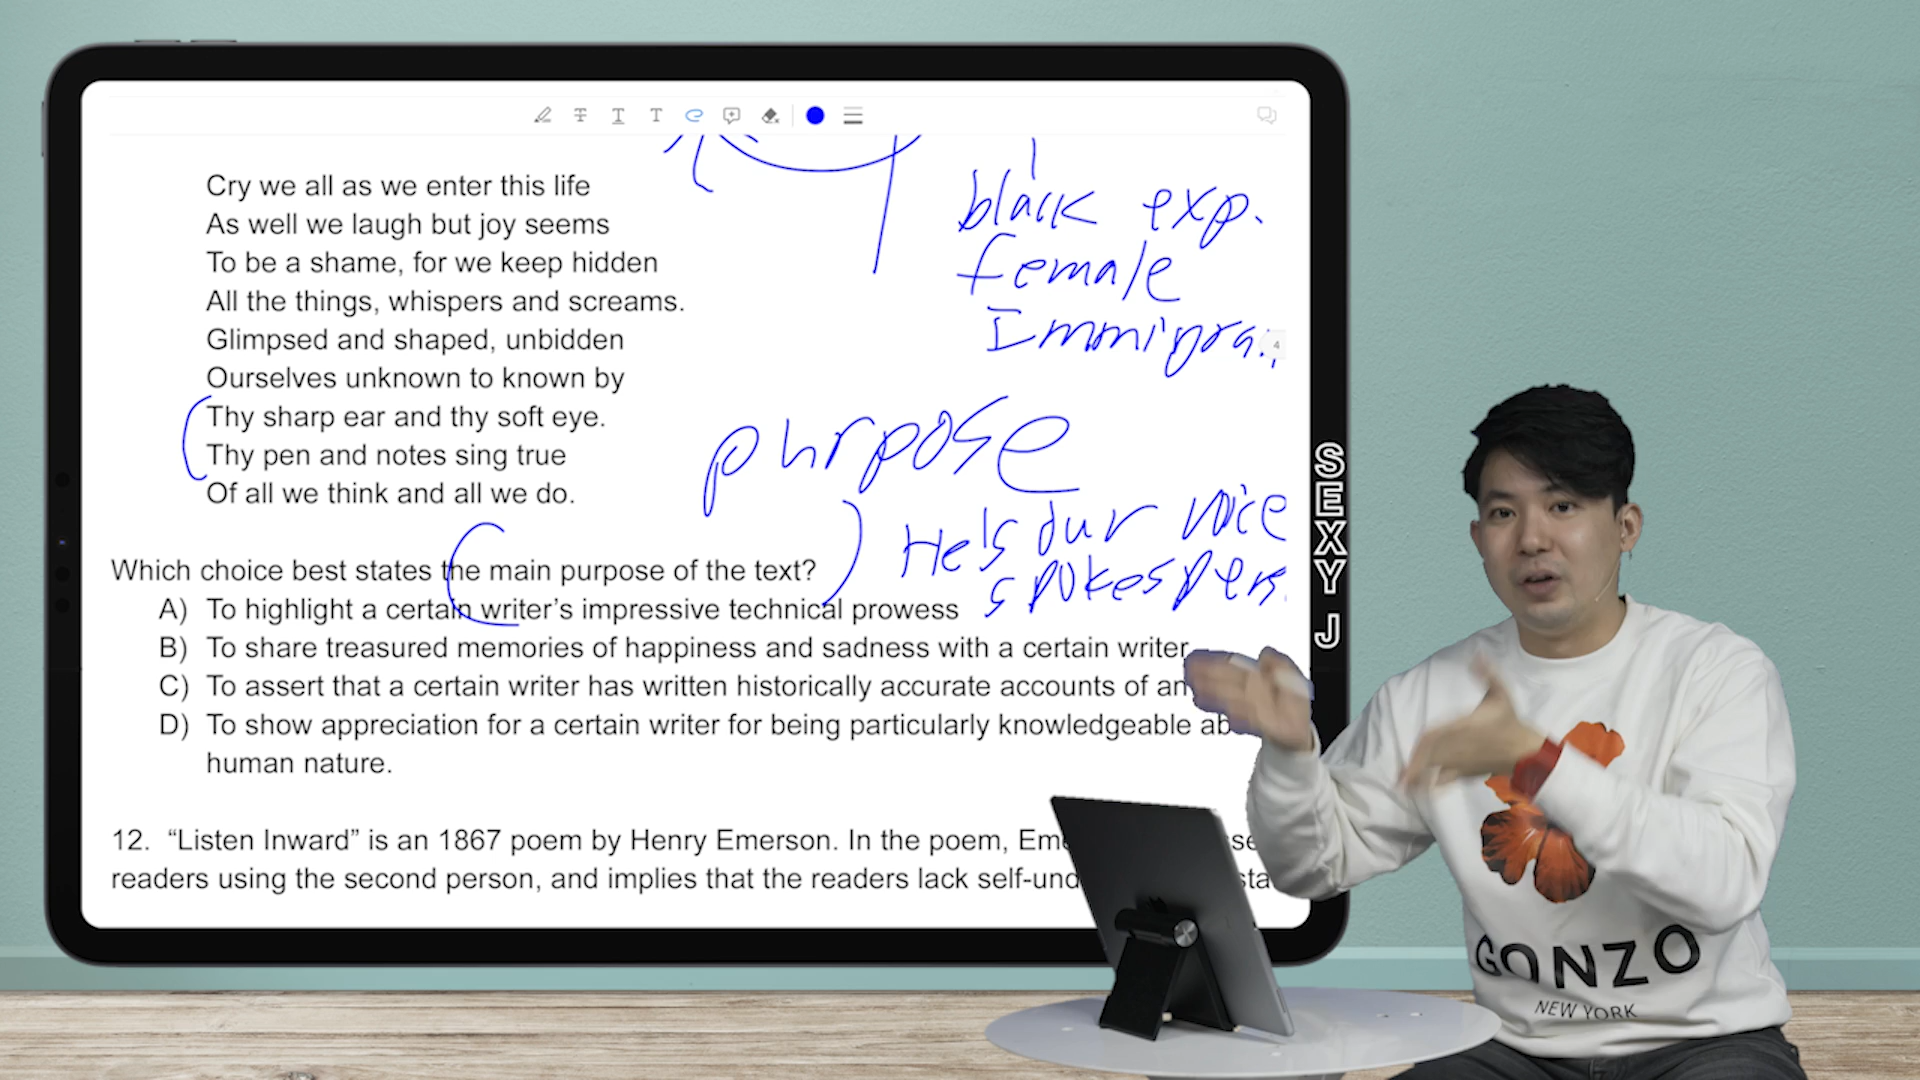 Cry we all as we enter this life
As well we laugh but joy seems
To be a shame, for we keep hidden
All the things, whispers and screams.
Glimpsed and shaped, unbidden
Ourselves unknown to known by
Thy sharp ear and thy soft eye.
Thy pen and notes sing true
Of all we think and all we do.
black exp.
female
Immigra
purpose
He's our voice
spokespers
Which choice best states the main purpose of the text?
A) To highlight a certain writer's impressive technical prowess
B) To share treasured memories of happiness and sadness with a certain writer
C) To assert that a certain writer has written historically accurate accounts of
D) To show appreciation for a certain writer for being particularly knowledgeable
human nature.
12. “Listen Inward” is an 1867 poem by Henry Emerson. In the poem,
readers using the second person, and implies that the readers lack
4
SEXY J
GONZO
NEW YORK